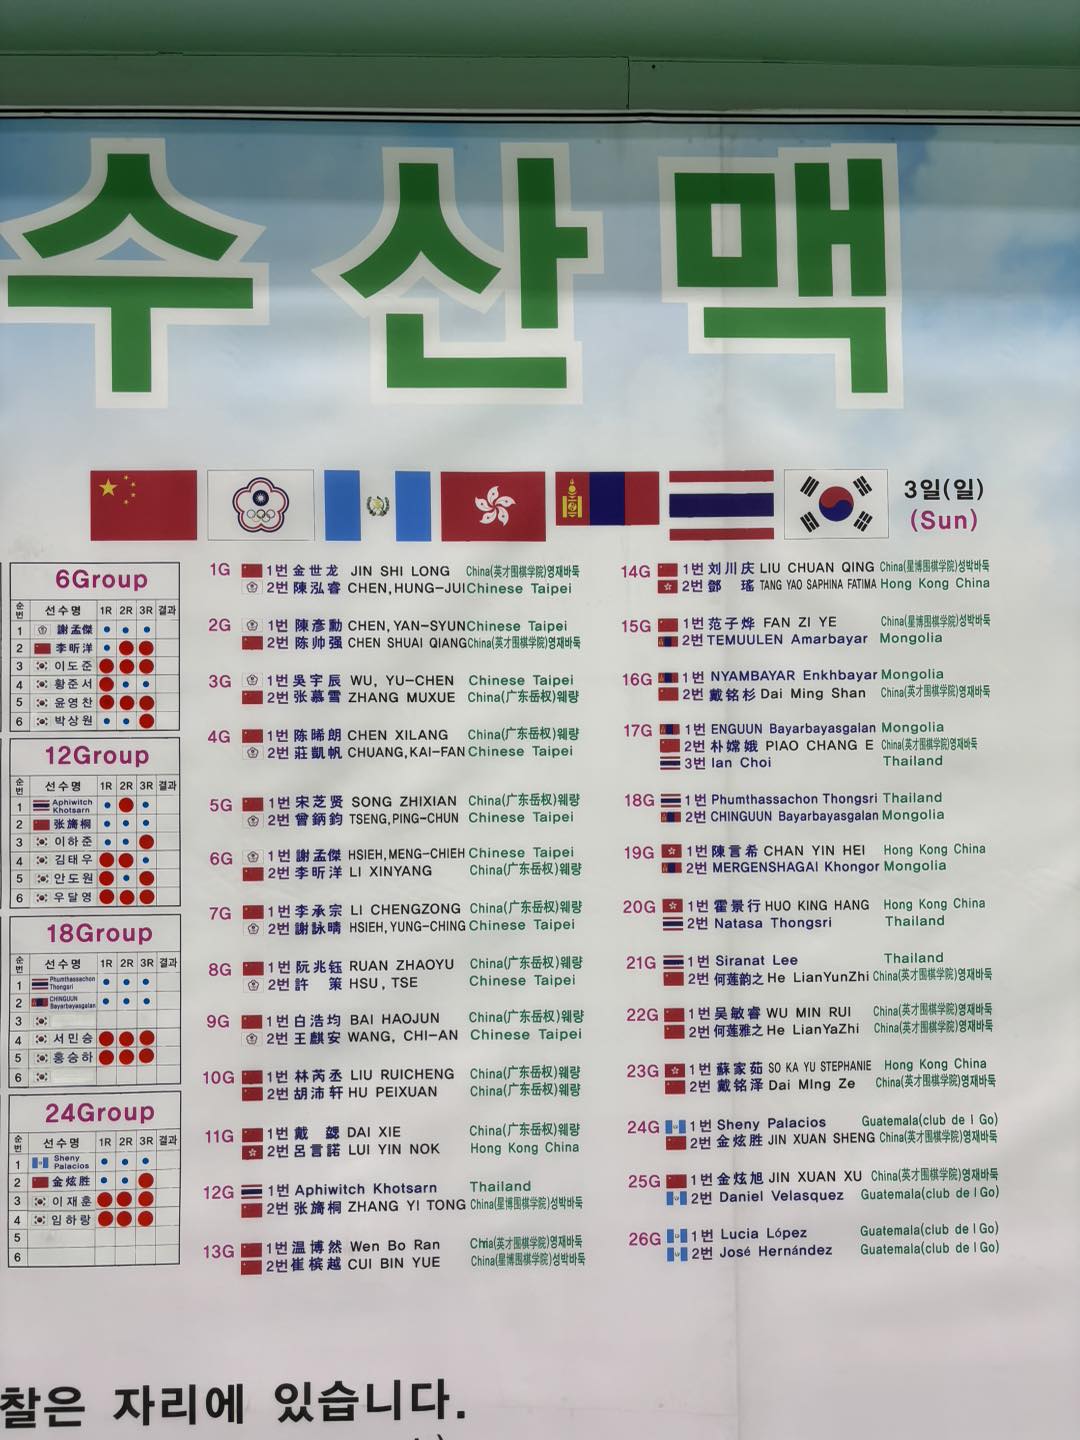 수산맥
3일(일)
(Sun)
6Group
순번 선수명 1R 2R 3R 결과
1 謝孟傑
2 李昕洋
3 이도준
4 황준서
5 윤영찬
6 박상원
12Group
순번 선수명 1R 2R 3R 결과
1 Aphiwitch Khotsarn
2 张旖桐
3 이하준
4 김태우
5 안도원
6 우달영
18Group
순번 선수명 1R 2R 3R 결과
1 Phumthassachon Thongsri
2 CHINGUUN Bayarbayasgalan
3
4 서민승
5 홍승하
6
24Group
순번 선수명 1R 2R 3R 결과
1 Sheny Palacios
2 金炫胜
3 이재훈
4 임하랑
5
6
1G 1번 金世龙 JIN SHI LONG China(英才围棋学院)영재바둑
2번 陳泓睿 CHEN,HUNG-JUI Chinese Taipei
2G 1번 陳彥勳 CHEN,YAN-SYUN Chinese Taipei
2번 陈帅强 CHEN SHUAI QIANG China(英才围棋学院)영재바둑
3G 1번 吳宇辰 WU, YU-CHEN Chinese Taipei
2번 张慕雪 ZHANG MUXUE China(广东岳权)웨량
4G 1번 陈晞朗 CHEN XILANG China(广东岳权)웨량
2번 莊凱帆 CHUANG,KAI-FAN Chinese Taipei
5G 1번 宋芝贤 SONG ZHIXIAN China(广东岳权)웨량
2번 曾鈵鈞 TSENG,PING-CHUN Chinese Taipei
6G 1번 謝孟傑 HSIEH,MENG-CHIEH Chinese Taipei
2번 李昕洋 LI XINYANG China(广东岳权)웨량
7G 1번 李承宗 LI CHENGZONG China(广东岳权)웨량
2번 謝詠晴 HSIEH,YUNG-CHING Chinese Taipei
8G 1번 阮兆钰 RUAN ZHAOYU China(广东岳权)웨량
2번 許 策 HSU, TSE Chinese Taipei
9G 1번 白浩均 BAI HAOJUN China(广东岳权)웨량
2번 王麒安 WANG, CHI-AN Chinese Taipei
10G 1번 林芮丞 LIU RUICHENG China(广东岳权)웨량
2번 胡沛轩 HU PEIXUAN China(广东岳权)웨량
11G 1번 戴 勰 DAI XIE China(广东岳权)웨량
2번 呂言諾 LUI YIN NOK Hong Kong China
12G 1번 Aphiwitch Khotsarn Thailand
2번 张旖桐 ZHANG YI TONG China(星博围棋学院)성박바둑
13G 1번 温博然 Wen Bo Ran China(英才围棋学院)영재바둑
2번 崔槟越 CUI BIN YUE China(星博围棋学院)성박바둑
14G 1번 刘川庆 LIU CHUAN QING China(星博围棋学院)성박바둑
2번 鄧 瑤 TANG YAO SAPHINA FATIMA Hong Kong China
15G 1번 范子烨 FAN ZI YE China(星博围棋学院)성박바둑
2번 TEMUULEN Amarbayar Mongolia
16G 1번 NYAMBAYAR Enkhbayar Mongolia
2번 戴铭杉 Dai Ming Shan China(英才围棋学院)영재바둑
17G 1번 ENGUUN Bayarbayasgalan Mongolia
2번 朴嫦娥 PIAO CHANG E China(英才围棋学院)영재바둑
3번 Ian Choi Thailand
18G 1번 Phumthassachon Thongsri Thailand
2번 CHINGUUN Bayarbayasgalan Mongolia
19G 1번 陳言希 CHAN YIN HEI Hong Kong China
2번 MERGENSHAGAI Khongor Mongolia
20G 1번 霍景行 HUO KING HANG Hong Kong China
2번 Natasa Thongsri Thailand
21G 1번 Siranat Lee Thailand
2번 何莲韵之 He LianYunZhi China(英才围棋学院)영재바둑
22G 1번 吴敏睿 WU MIN RUI China(英才围棋学院)영재바둑
2번 何莲雅之 He LianYaZhi China(英才围棋学院)영재바둑
23G 1번 蘇家茹 SO KA YU STEPHANIE Hong Kong China
2번 戴铭泽 Dai MIng Ze China(英才围棋学院)영재바둑
24G 1번 Sheny Palacios Guatemala(club de l Go)
2번 金炫胜 JIN XUAN SHENG China(英才围棋学院)영재바둑
25G 1번 金炫旭 JIN XUAN XU China(英才围棋学院)영재바둑
2번 Daniel Velasquez Guatemala(club de l Go)
26G 1번 Lucia López Guatemala(club de l Go)
2번 José Hernández Guatemala(club de l Go)
찰은 자리에 있습니다.